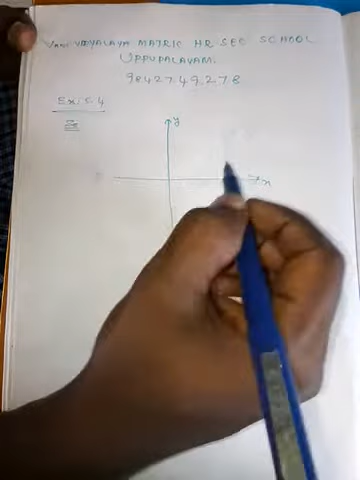 VANI VIDYALAYA MATRIC HR SEC SCHOOL
UPPUPALAYAM.
9842749278
Ex: 5.4
y
x